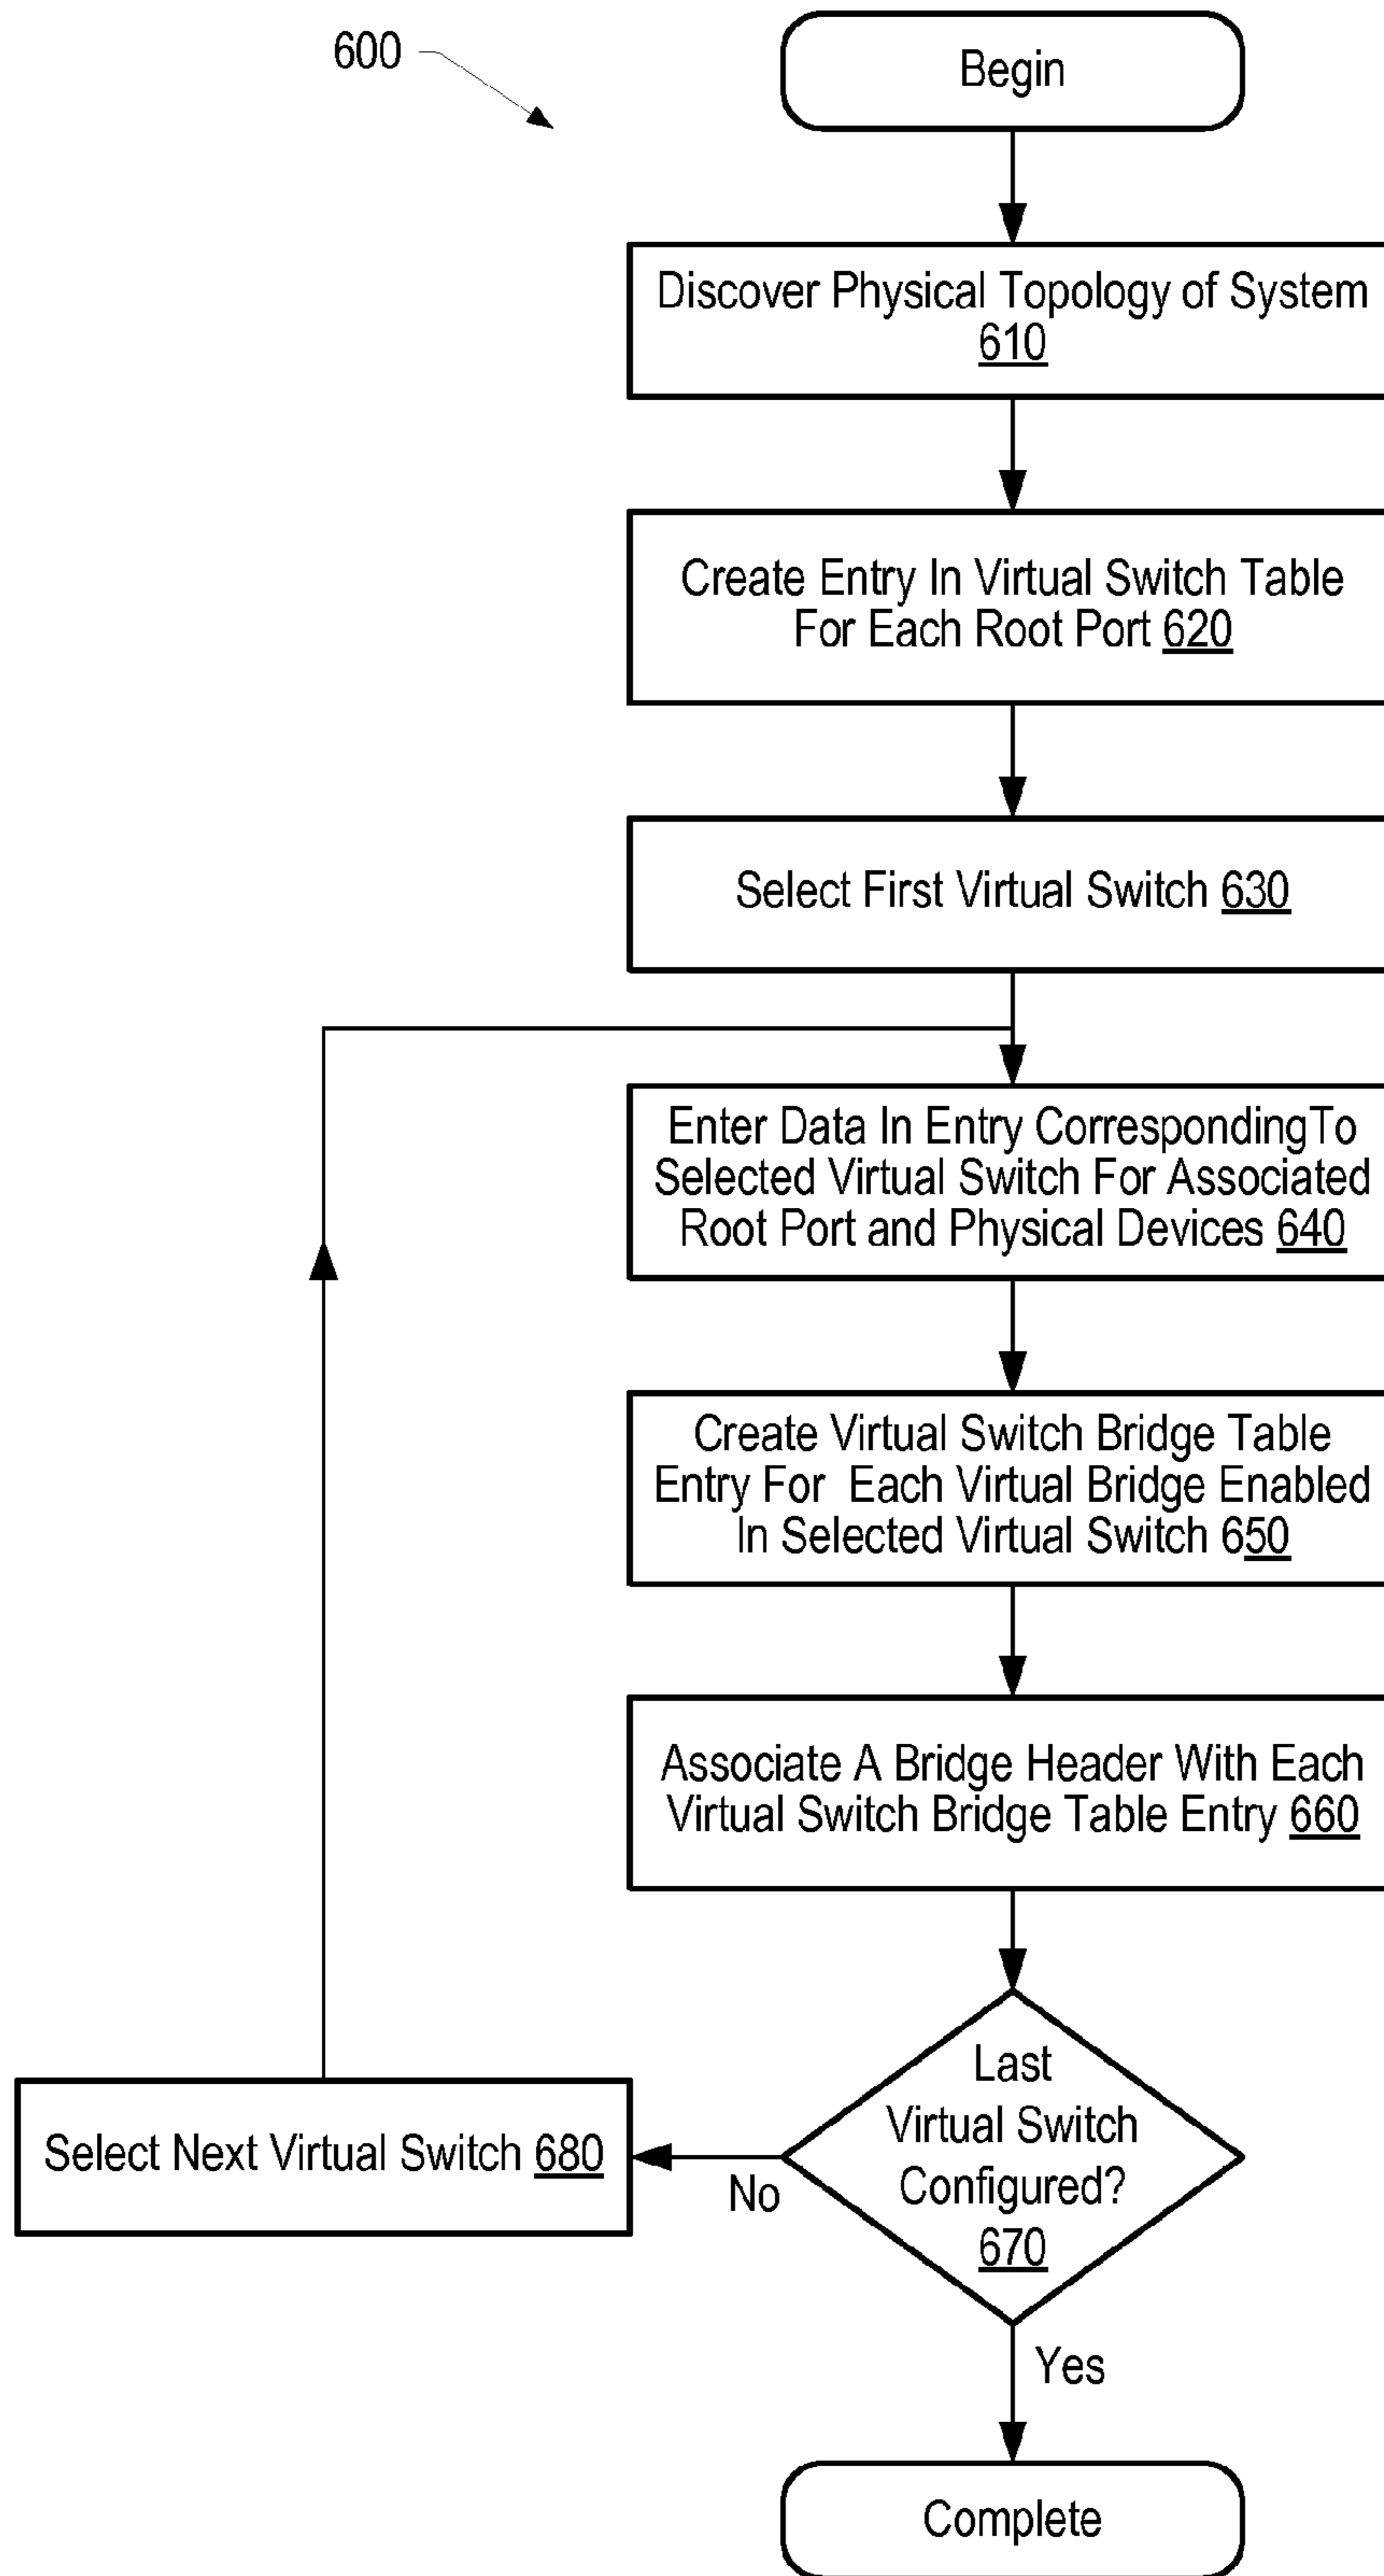 600
Begin
Discover Physical Topology of System
610
Create Entry In Virtual Switch Table
For Each Root Port 620
Select First Virtual Switch 630
Enter Data In Entry CorrespondingTo
Selected Virtual Switch For Associated
Root Port and Physical Devices 640
Create Virtual Switch Bridge Table
Entry For Each Virtual Bridge Enabled
In Selected Virtual Switch 650
Associate A Bridge Header With Each
Virtual Switch Bridge Table Entry 660
Last
Virtual Switch
Configured?
670
No
Select Next Virtual Switch 680
Yes
Complete